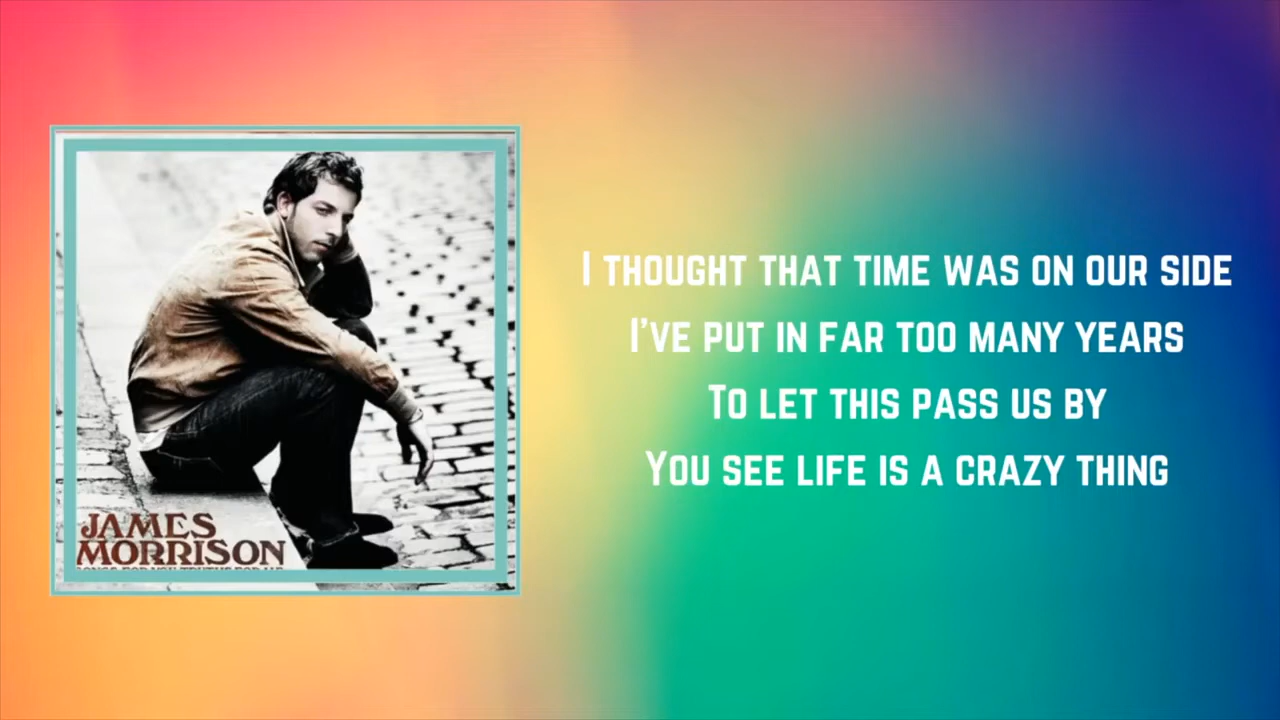 JAMES
MORRISON
I THOUGHT THAT TIME WAS ON OUR SIDE
I'VE PUT IN FAR TOO MANY YEARS
TO LET THIS PASS US BY
YOU SEE LIFE IS A CRAZY THING